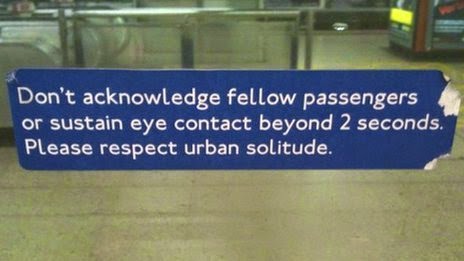 Don't acknowledge fellow passengers
or sustain eye contact beyond 2 seconds.
Please respect urban solitude.